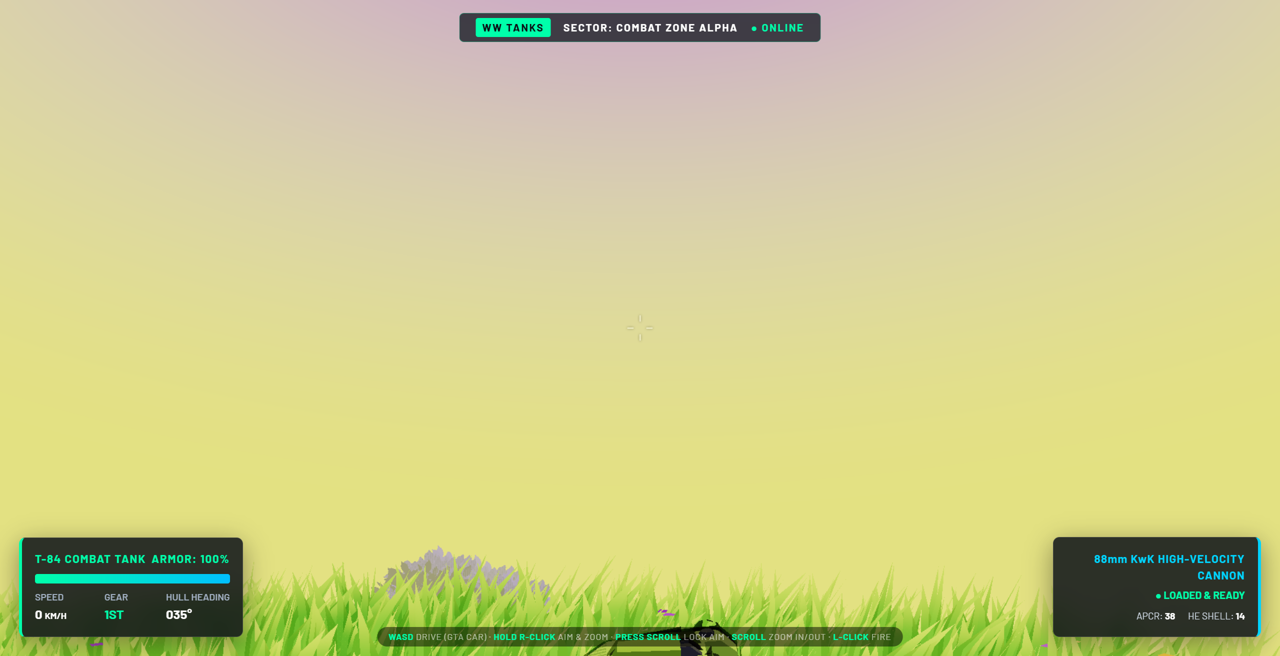 WW TANKS SECTOR: COMBAT ZONE ALPHA ● ONLINE
T-84 COMBAT TANK ARMOR: 100%
SPEED GEAR HULL HEADING
0 KM/H 1ST 035°
88mm KwK HIGH-VELOCITY
CANNON
● LOADED & READY
APCR: 38 HE SHELL: 14
WASD DRIVE (GTA CAR) · HOLD R-CLICK AIM & ZOOM · PRESS SCROLL LOCK AIM · SCROLL ZOOM IN/OUT · L-CLICK FIRE